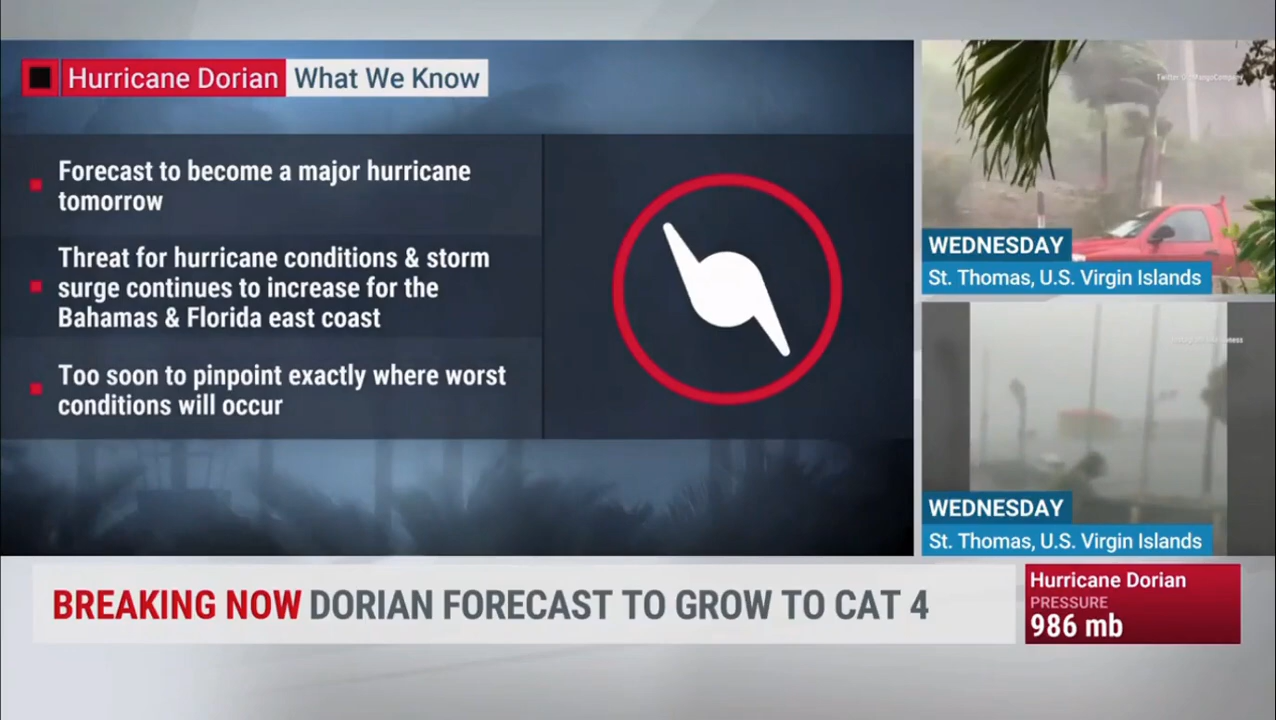 Hurricane Dorian What We Know
Forecast to become a major hurricane
tomorrow
Threat for hurricane conditions & storm
surge continues to increase for the
Bahamas & Florida east coast
Too soon to pinpoint exactly where worst
conditions will occur
WEDNESDAY
St. Thomas, U.S. Virgin Islands
WEDNESDAY
St. Thomas, U.S. Virgin Islands
BREAKING NOW DORIAN FORECAST TO GROW TO CAT 4
Hurricane Dorian
PRESSURE
986 mb